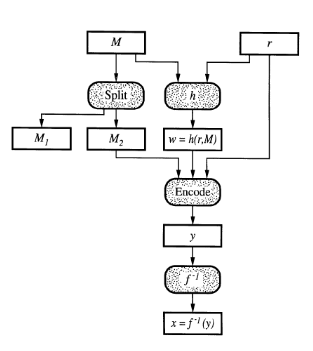 M r
Split h
M₁ M₂ w = h(r,M)
Encode
y
f⁻¹
x = f⁻¹(y)